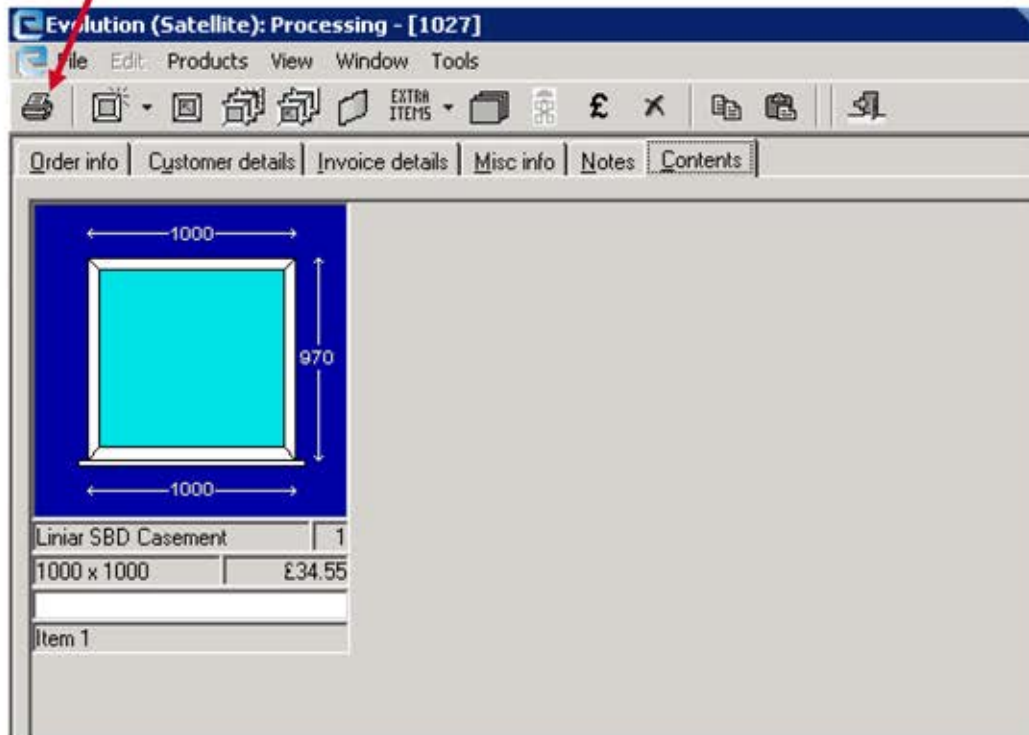 Evolution (Satellite): Processing - [1027]
File Edit Products View Window Tools
EXTRA
ITEMS
£
Order info Customer details Invoice details Misc info Notes Contents
1000
970
1000
Liniar SBD Casement 1
1000 x 1000 £34.55
Item 1